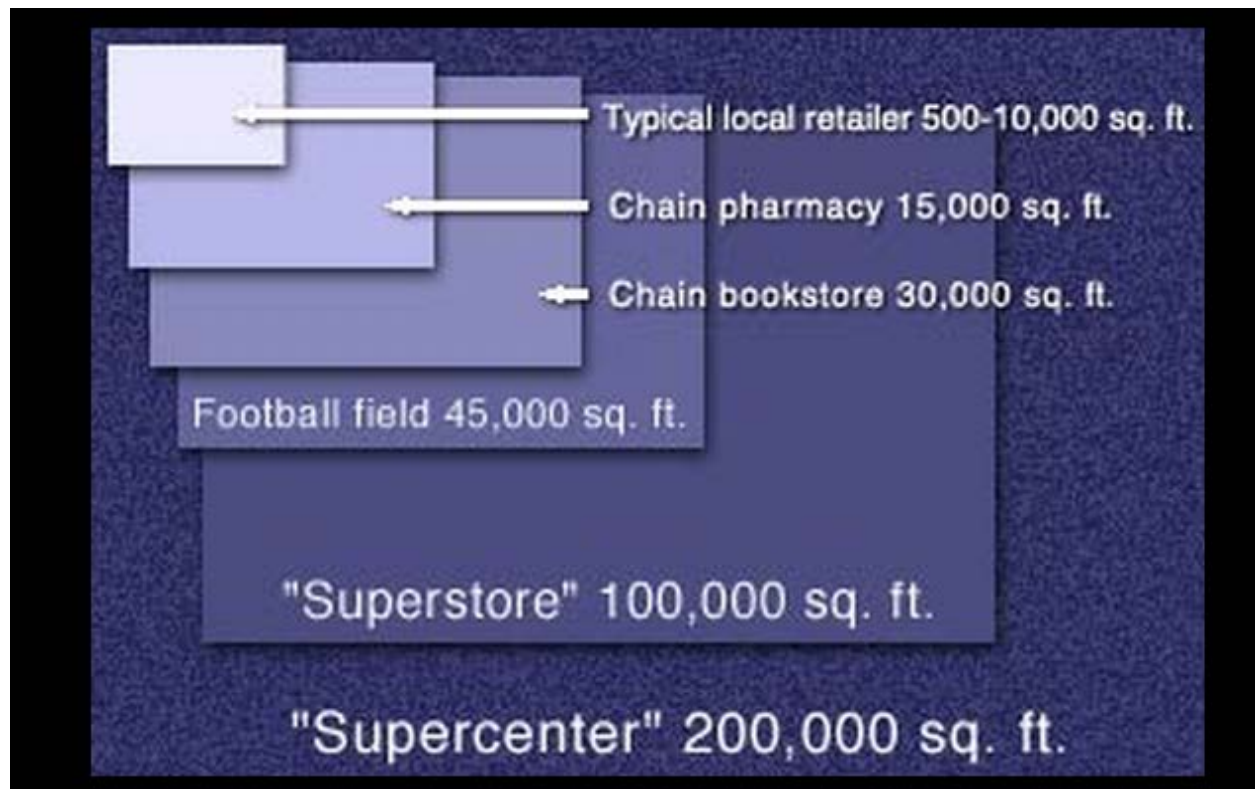 Typical local retailer 500-10,000 sq. ft.
Chain pharmacy 15,000 sq. ft.
Chain bookstore 30,000 sq. ft.
Football field 45,000 sq. ft.
"Superstore" 100,000 sq. ft.
"Supercenter" 200,000 sq. ft.